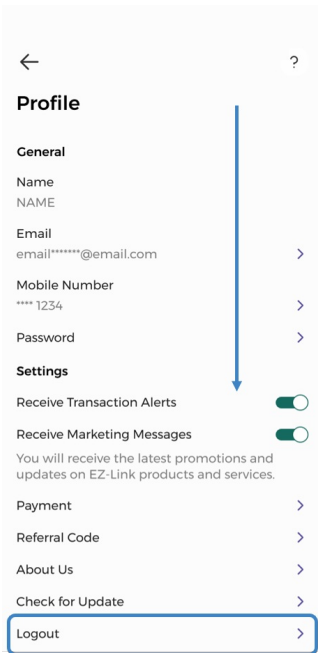 ?
Profile
General
Name
NAME
Email
email*******@email.com
Mobile Number
**** 1234
Password
Settings
Receive Transaction Alerts
Receive Marketing Messages
You will receive the latest promotions and
updates on EZ-Link products and services.
Payment
Referral Code
About Us
Check for Update
Logout